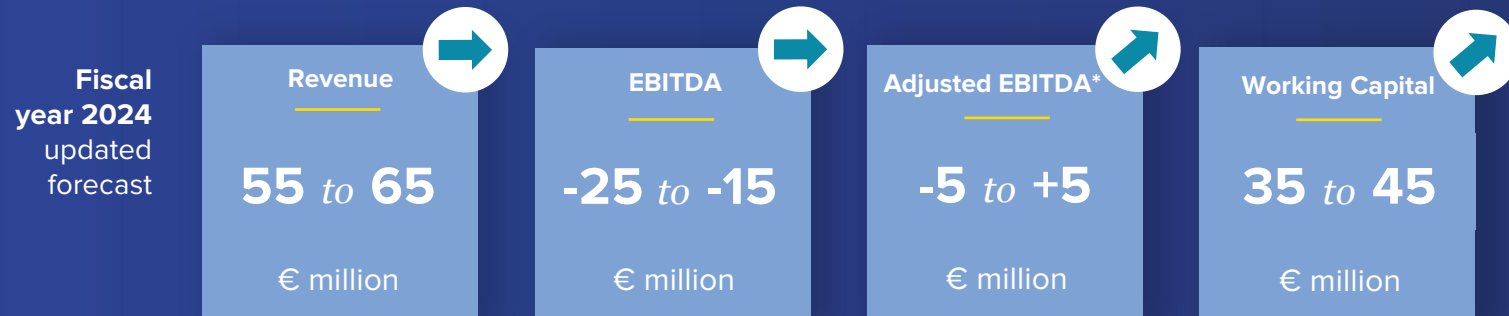 Fiscal
year 2024
updated
forecast
Revenue
55 to 65
€ million
EBITDA
-25 to -15
€ million
Adjusted EBITDA*
-5 to +5
€ million
Working Capital
35 to 45
€ million